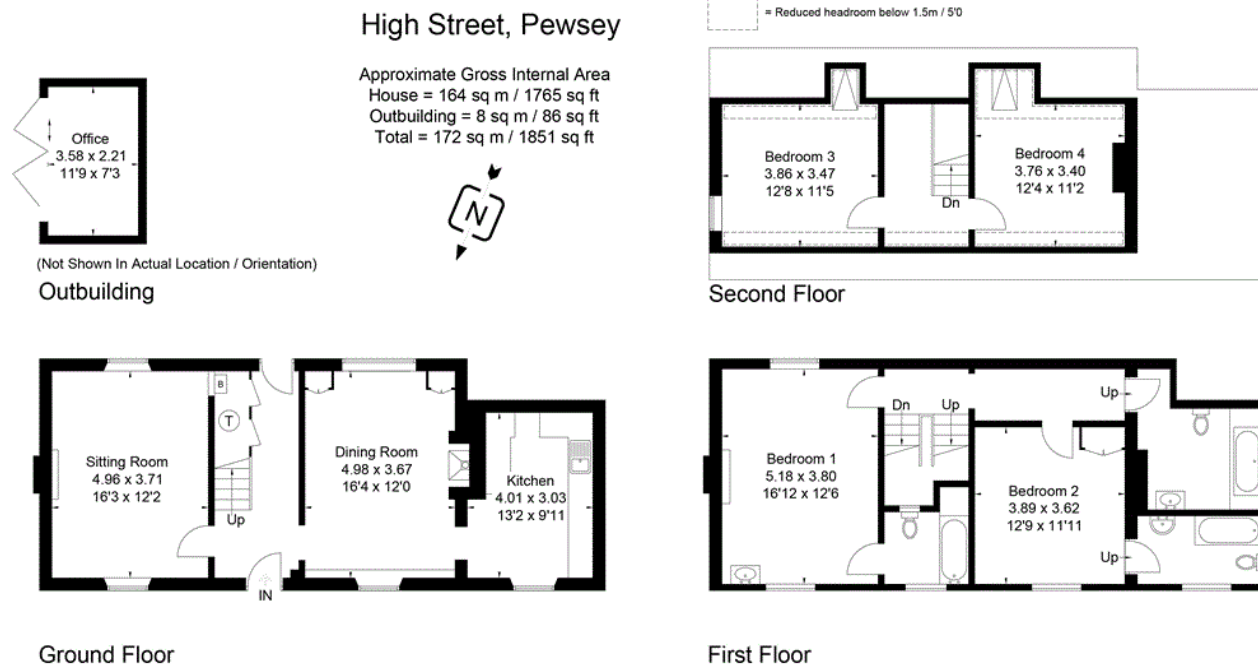 High Street, Pewsey
Approximate Gross Internal Area
House = 164 sq m / 1765 sq ft
Outbuilding = 8 sq m / 86 sq ft
Total = 172 sq m / 1851 sq ft
N
= Reduced headroom below 1.5m / 5'0
Office
3.58 x 2.21
11'9 x 7'3
(Not Shown In Actual Location / Orientation)
Outbuilding
Bedroom 3
3.86 x 3.47
12'8 x 11'5
Dn
Bedroom 4
3.76 x 3.40
12'4 x 11'2
Second Floor
Sitting Room
4.96 x 3.71
16'3 x 12'2
B
T
Up
IN
Dining Room
4.98 x 3.67
16'4 x 12'0
Kitchen
4.01 x 3.03
13'2 x 9'11
Ground Floor
Bedroom 1
5.18 x 3.80
16'12 x 12'6
Dn
Up
Up
Bedroom 2
3.89 x 3.62
12'9 x 11'11
Up
First Floor